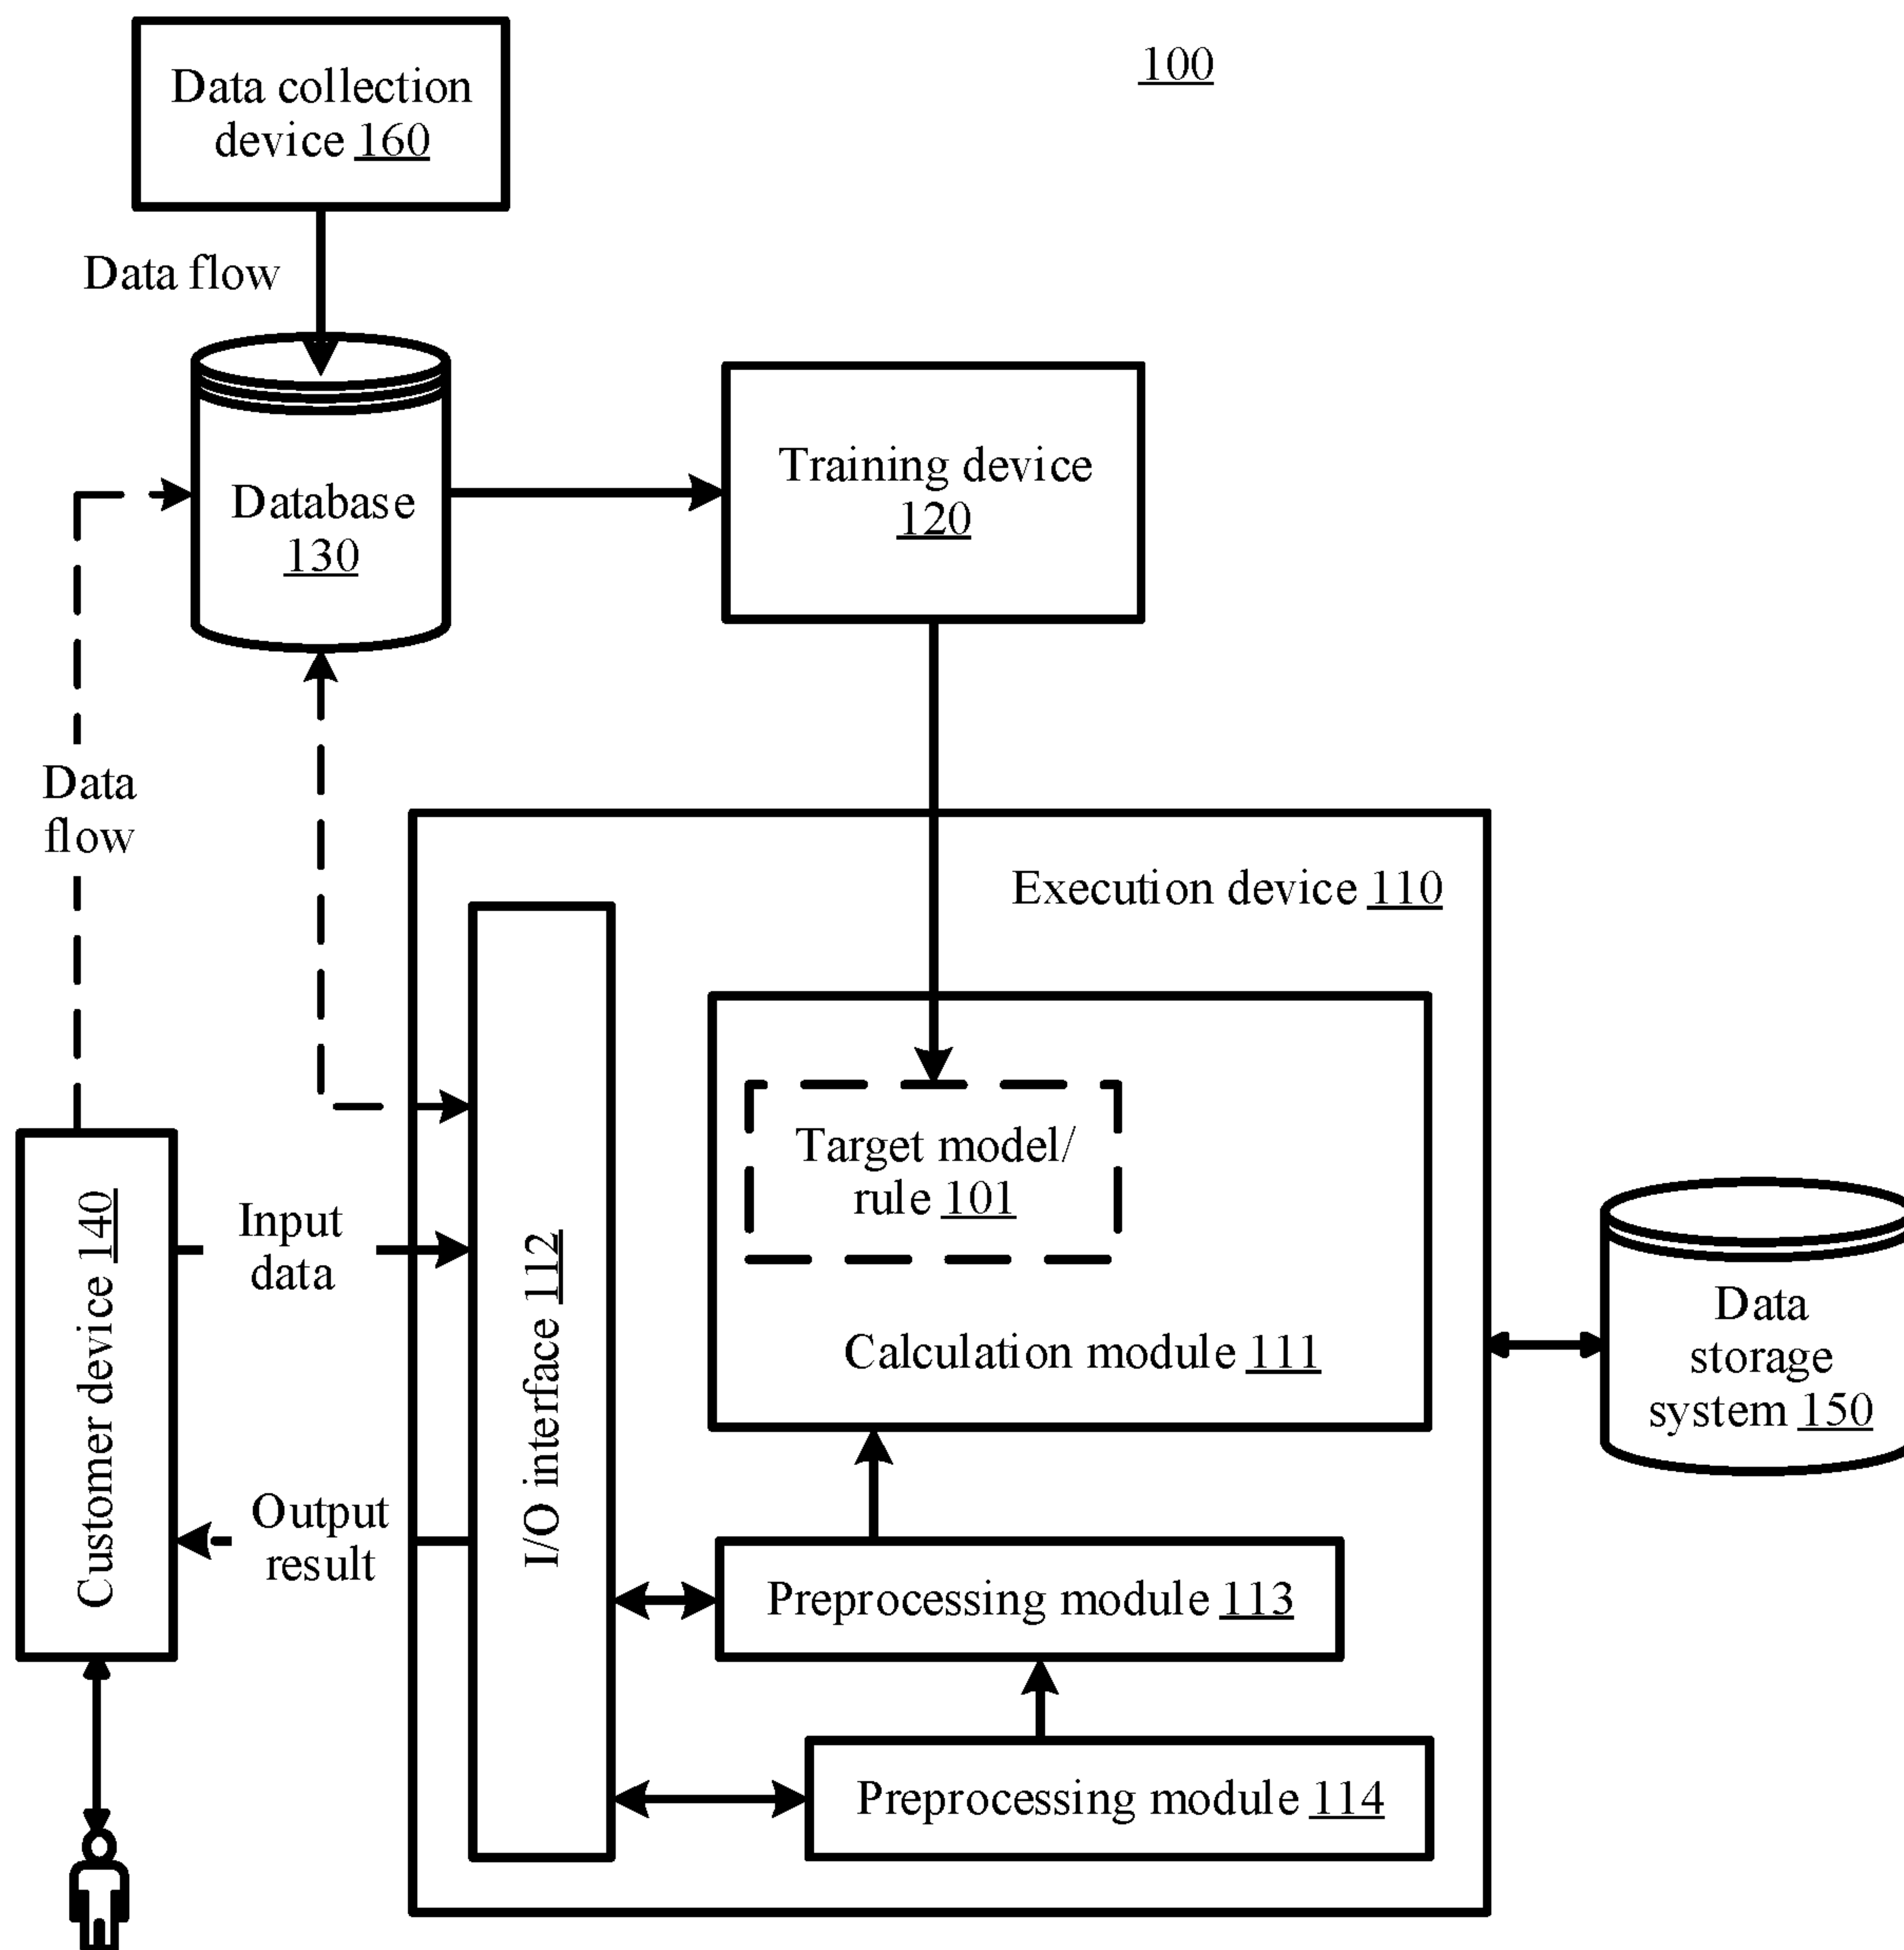 100
Data collection
device 160
Data flow
Database
130
Training device
120
Data
flow
Execution device 110
Target model/
rule 101
Calculation module 111
I/O interface 112
Customer device 140
Input
data
Output
result
Preprocessing module 113
Preprocessing module 114
Data
storage
system 150